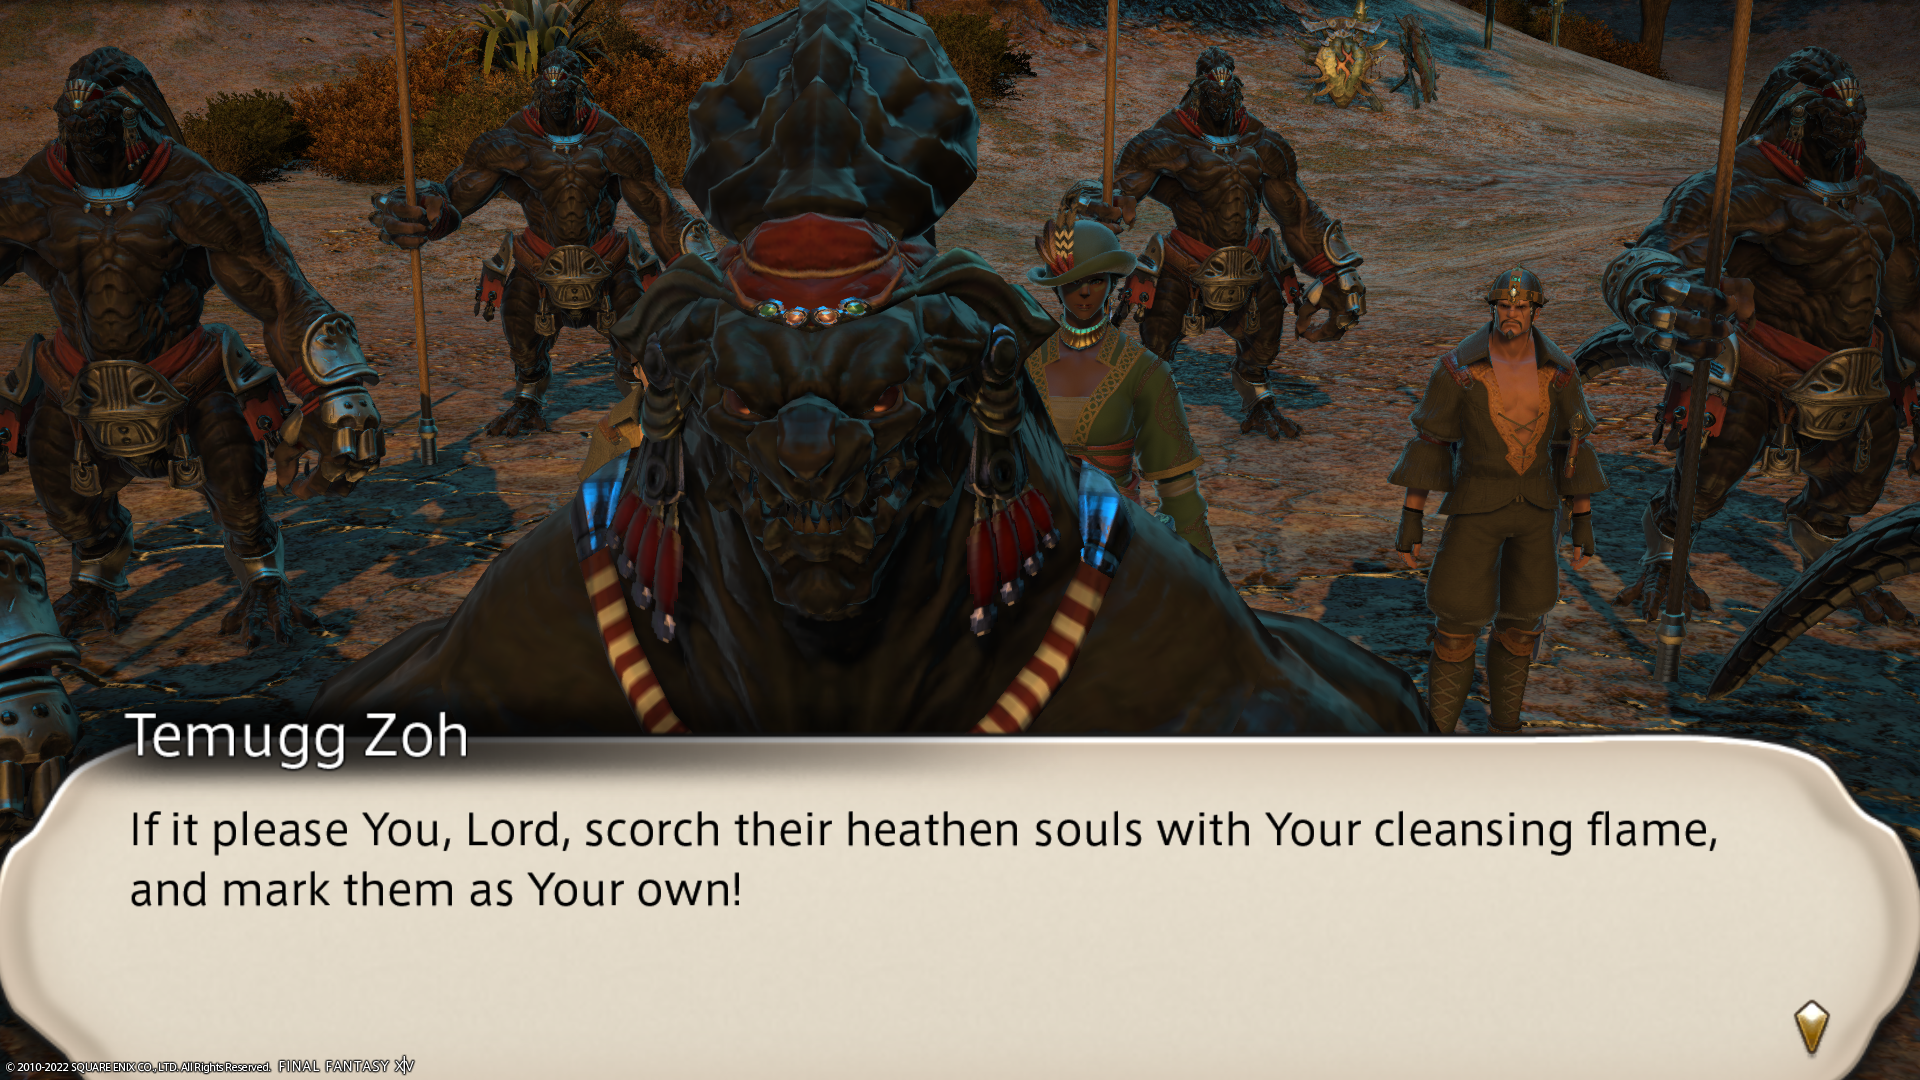 Temugg Zoh
If it please You, Lord, scorch their heathen souls with Your cleansing flame,
and mark them as Your own!
© 2010-2022 SQUARE ENIX CO., LTD. All Rights Reserved. FINAL FANTASY XIV